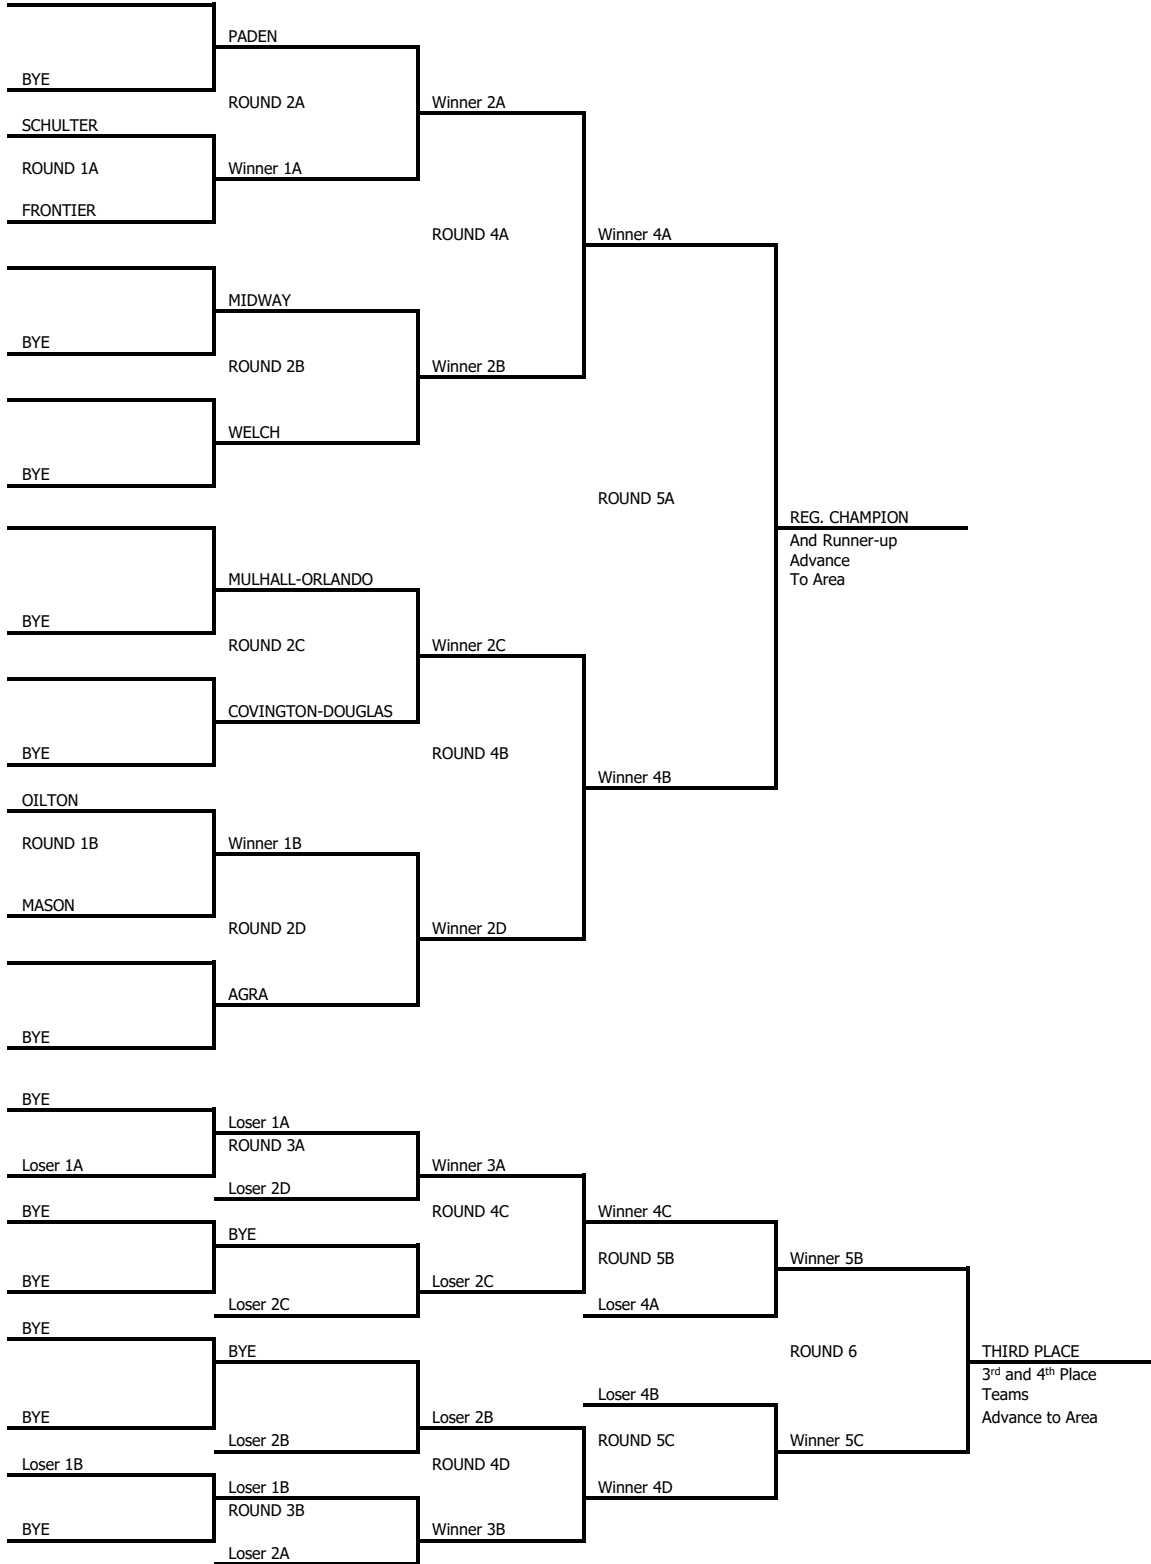 PADEN
BYE
ROUND 2A
Winner 2A
SCHULTER
ROUND 1A
Winner 1A
FRONTIER
ROUND 4A
Winner 4A
MIDWAY
BYE
ROUND 2B
Winner 2B
WELCH
BYE
ROUND 5A
REG. CHAMPION
And Runner-up
Advance
To Area
MULHALL-ORLANDO
BYE
ROUND 2C
Winner 2C
COVINGTON-DOUGLAS
BYE
ROUND 4B
Winner 4B
OILTON
ROUND 1B
Winner 1B
MASON
ROUND 2D
Winner 2D
AGRA
BYE
BYE
Loser 1A
ROUND 3A
Loser 1A
Winner 3A
Loser 2D
BYE
ROUND 4C
Winner 4C
BYE
ROUND 5B
Winner 5B
BYE
Loser 2C
Loser 2C
Loser 4A
BYE
BYE
ROUND 6
THIRD PLACE
3rd and 4th Place
Teams
Advance to Area
Loser 4B
BYE
Loser 2B
Loser 2B
ROUND 5C
Winner 5C
Loser 1B
ROUND 4D
Loser 1B
Winner 4D
ROUND 3B
BYE
Winner 3B
Loser 2A